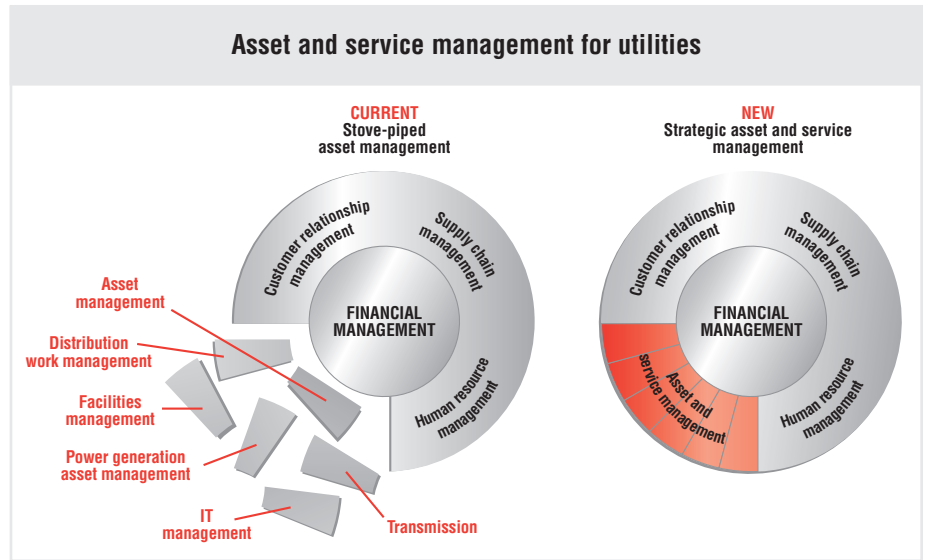 Asset and service management for utilities
CURRENT
Stove-piped
asset management
Customer relationship
management
Supply chain
management
FINANCIAL
MANAGEMENT
Human resource
management
Asset
management
Distribution
work management
Facilities
management
Power generation
asset management
IT
management
Transmission
NEW
Strategic asset and service
management
Customer relationship
management
Supply chain
management
FINANCIAL
MANAGEMENT
Asset and
service management
Human resource
management